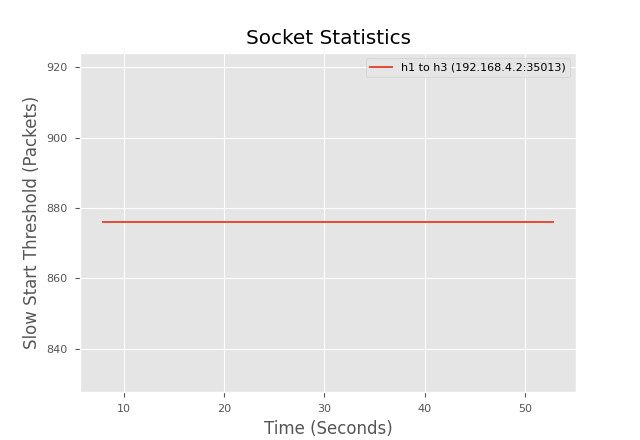 Socket Statistics
h1 to h3 (192.168.4.2:35013)
Slow Start Threshold (Packets)
920
900
880
860
840
10 20 30 40 50
Time (Seconds)